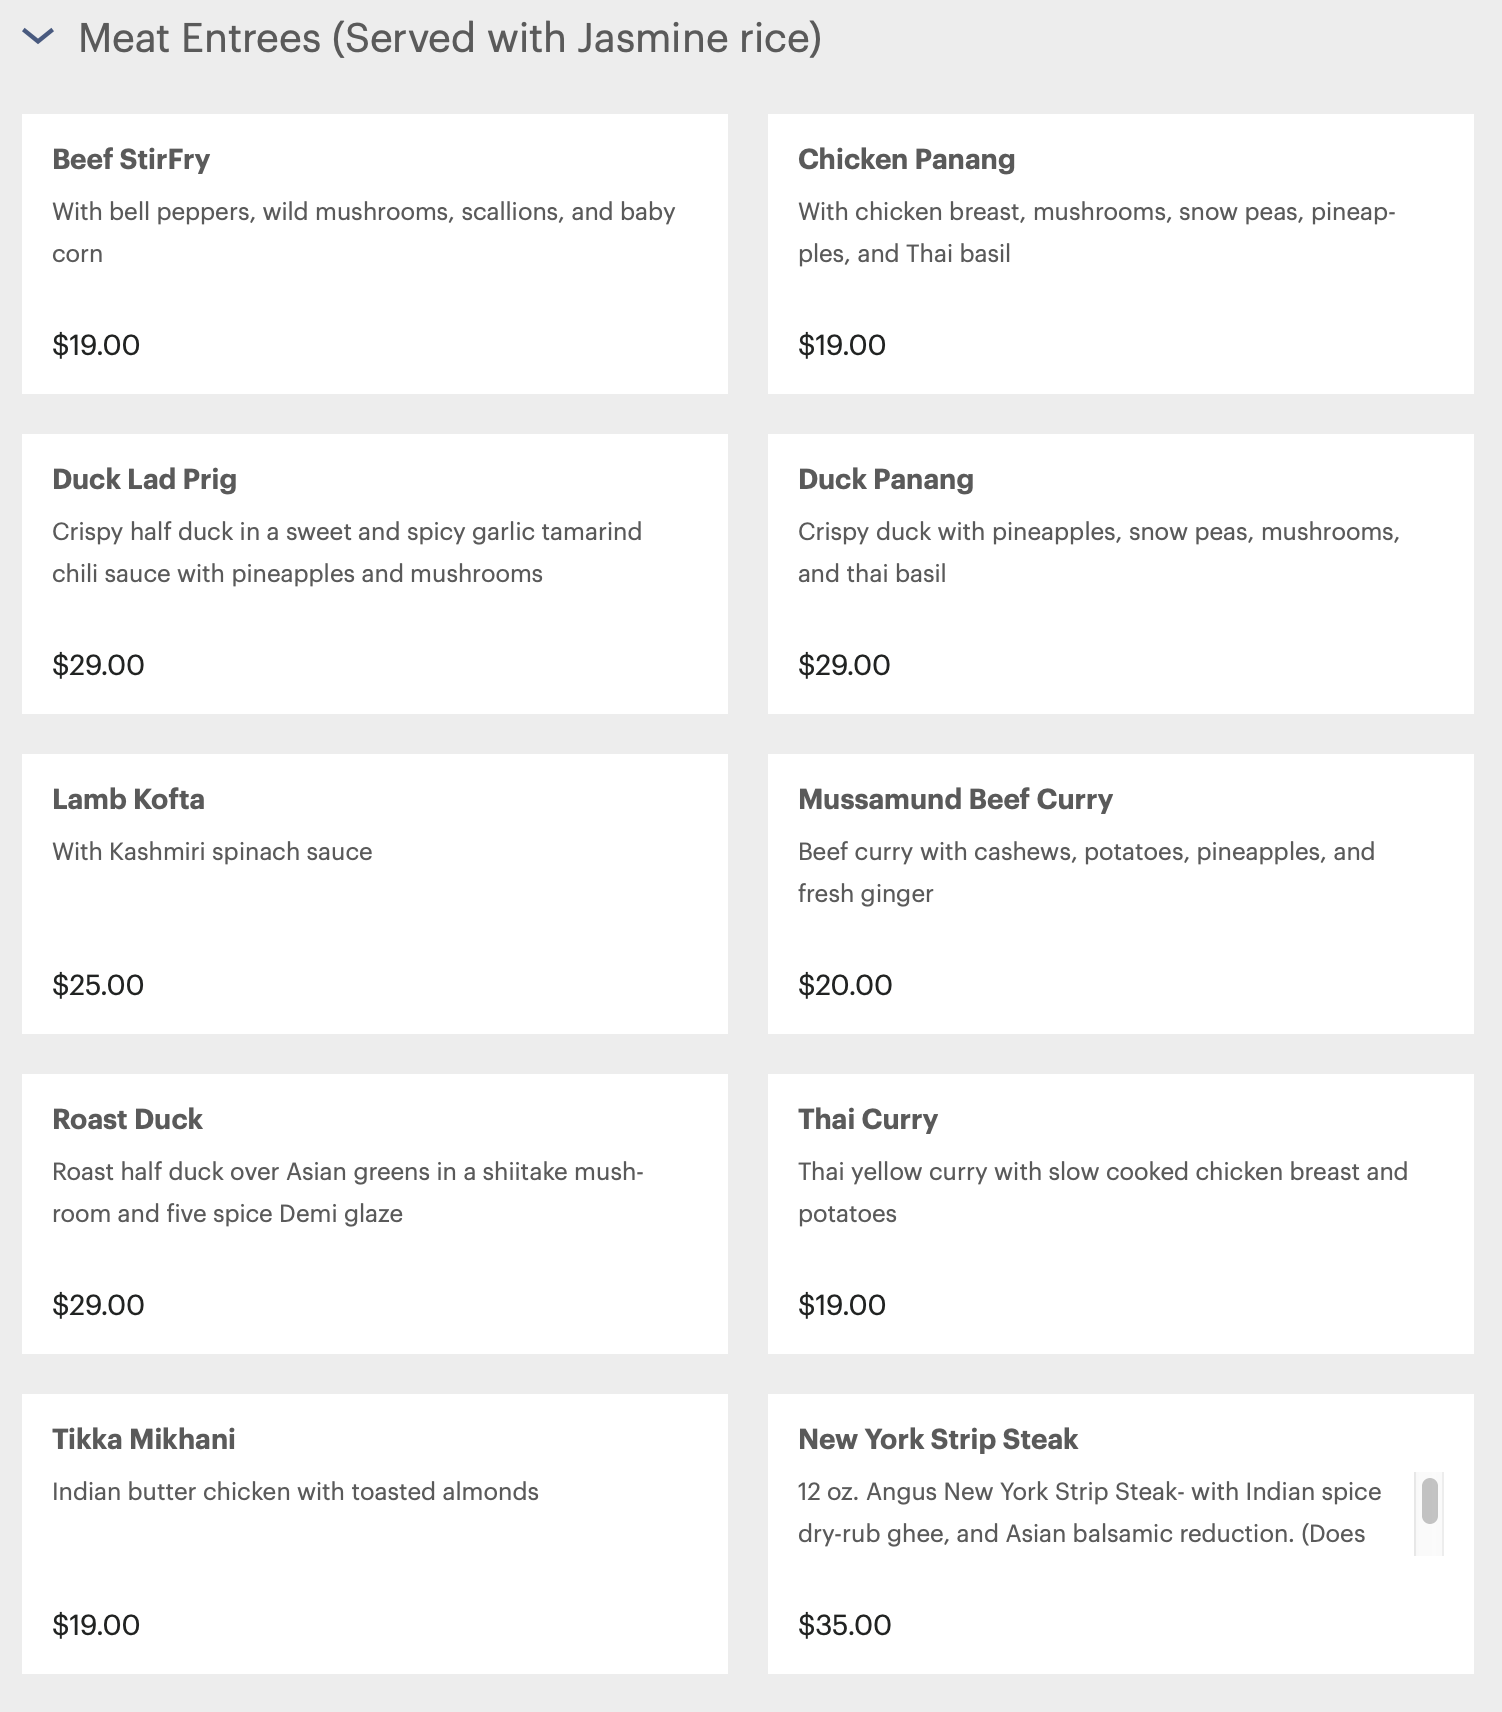 Meat Entrees (Served with Jasmine rice)
Beef StirFry
With bell peppers, wild mushrooms, scallions, and baby
corn
$19.00
Chicken Panang
With chicken breast, mushrooms, snow peas, pineap-
ples, and Thai basil
$19.00
Duck Lad Prig
Crispy half duck in a sweet and spicy garlic tamarind
chili sauce with pineapples and mushrooms
$29.00
Duck Panang
Crispy duck with pineapples, snow peas, mushrooms,
and thai basil
$29.00
Lamb Kofta
With Kashmiri spinach sauce
$25.00
Mussamund Beef Curry
Beef curry with cashews, potatoes, pineapples, and
fresh ginger
$20.00
Roast Duck
Roast half duck over Asian greens in a shiitake mush-
room and five spice Demi glaze
$29.00
Thai Curry
Thai yellow curry with slow cooked chicken breast and
potatoes
$19.00
Tikka Mikhani
Indian butter chicken with toasted almonds
$19.00
New York Strip Steak
12 oz. Angus New York Strip Steak- with Indian spice
dry-rub ghee, and Asian balsamic reduction. (Does
$35.00